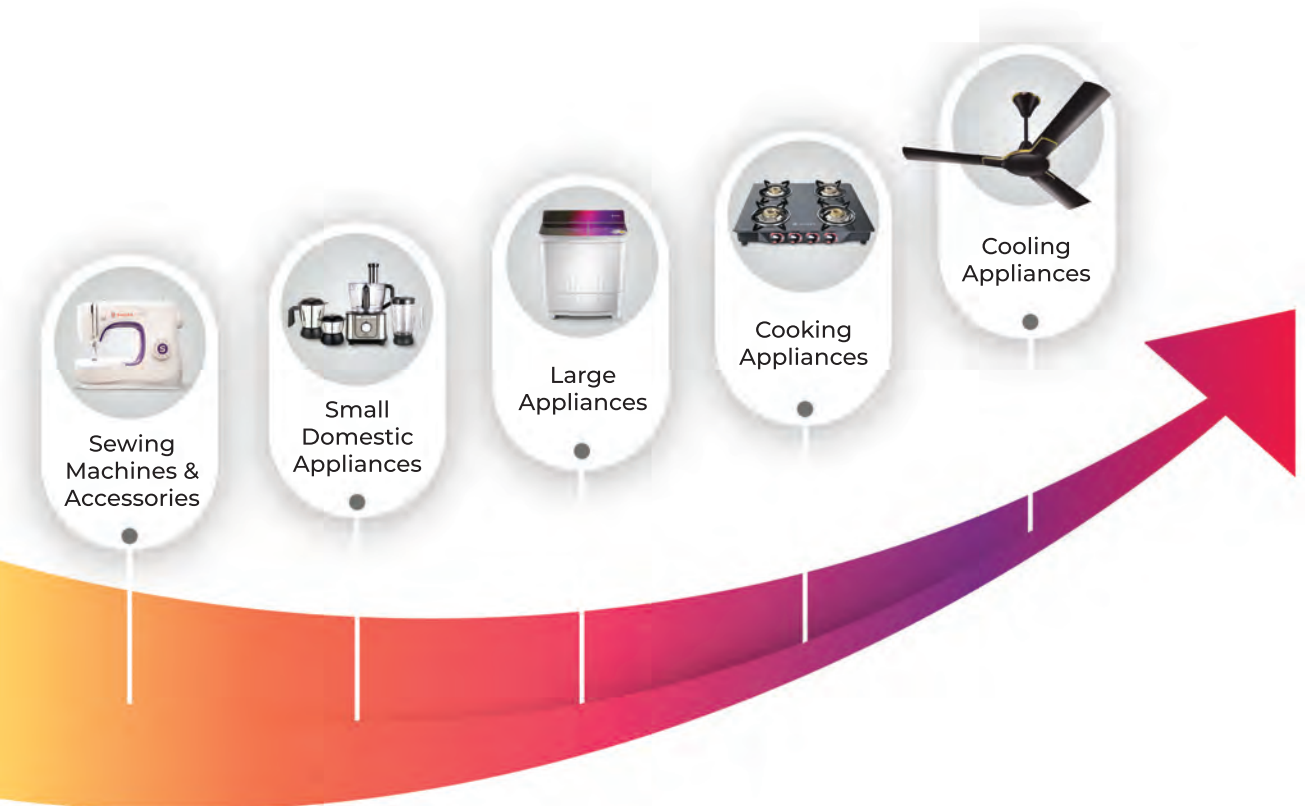 Sewing
Machines &
Accessories
Small
Domestic
Appliances
Large
Appliances
Cooking
Appliances
Cooling
Appliances